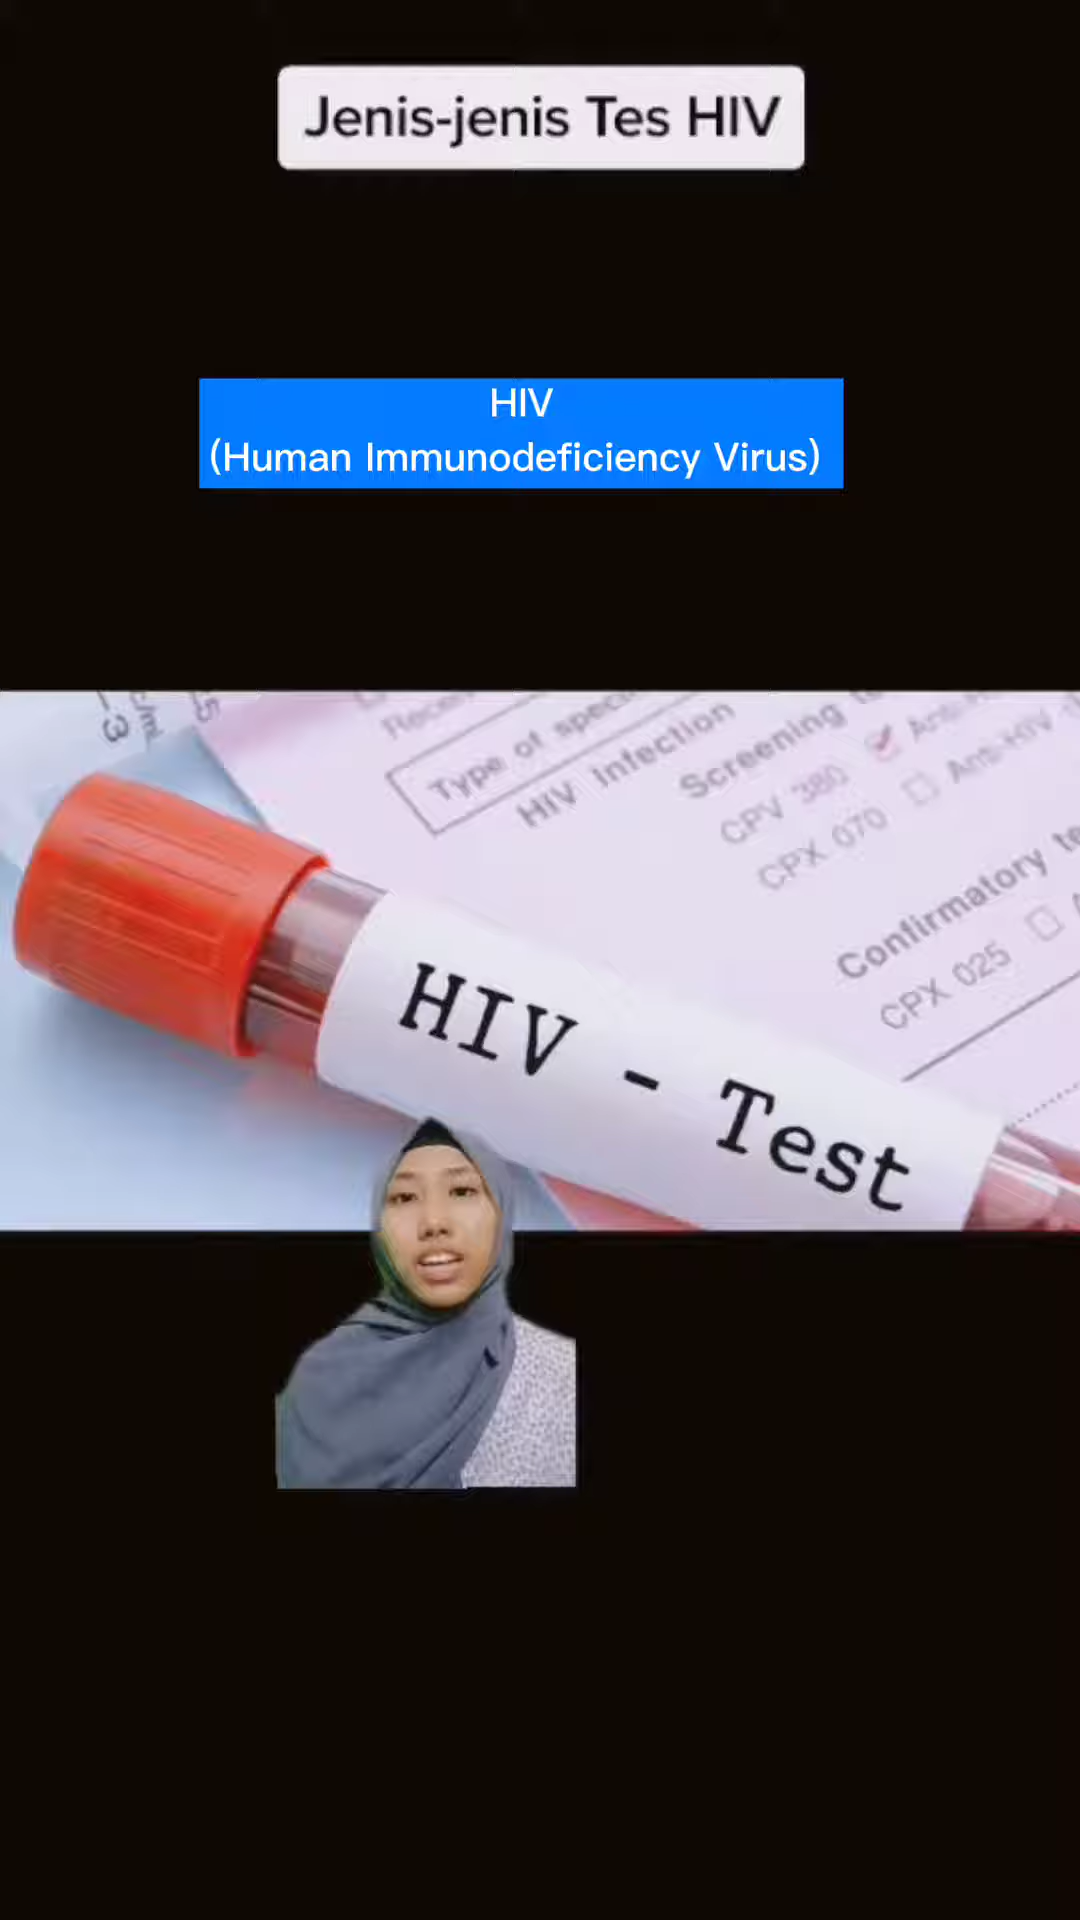 Jenis-jenis Tes HIV
HIV
(Human Immunodeficiency Virus)
Type of
HIV Infection
Screening
CPV 380
CPX 070
Anti-HIV
Confirmatory
CPX 025
HIV - Test